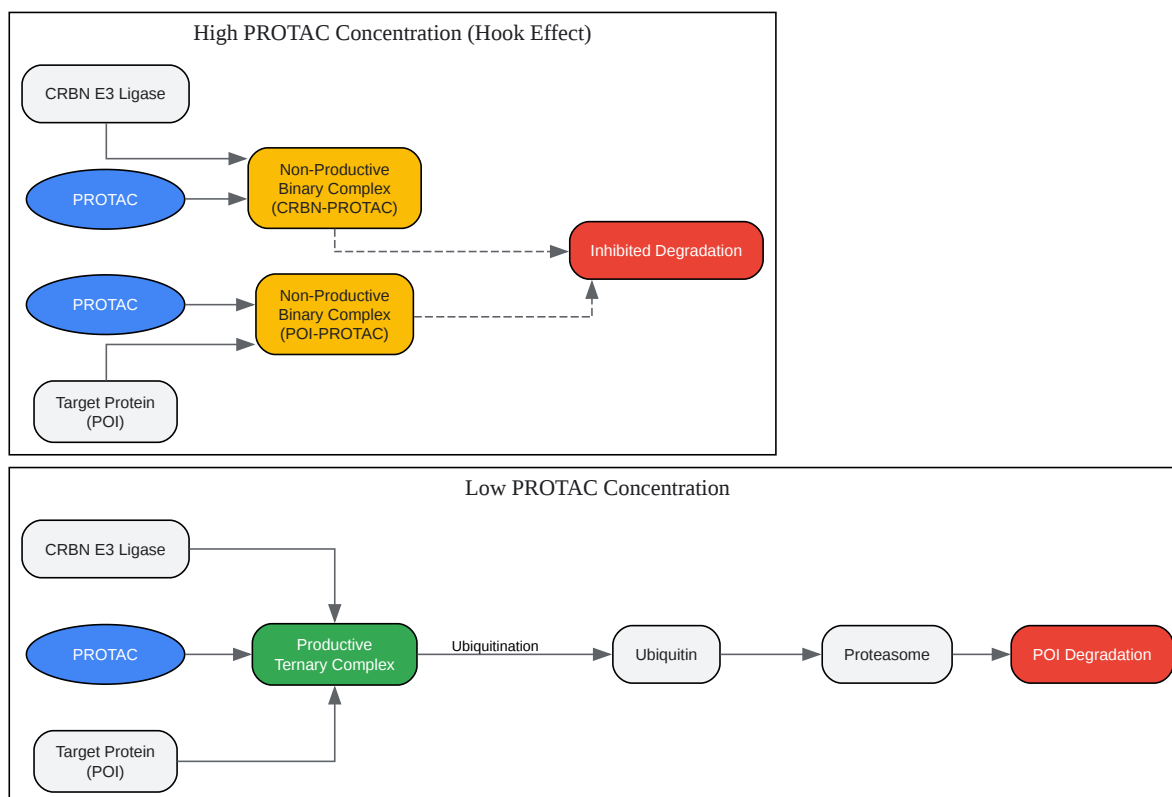 High PROTAC Concentration (Hook Effect)
CRBN E3 Ligase
PROTAC
Non-Productive
Binary Complex
(CRBN-PROTAC)
Inhibited Degradation
PROTAC
Non-Productive
Binary Complex
(POI-PROTAC)
Target Protein
(POI)
Low PROTAC Concentration
CRBN E3 Ligase
PROTAC
Productive
Ternary Complex
Ubiquitination
Ubiquitin
Proteasome
POI Degradation
Target Protein
(POI)